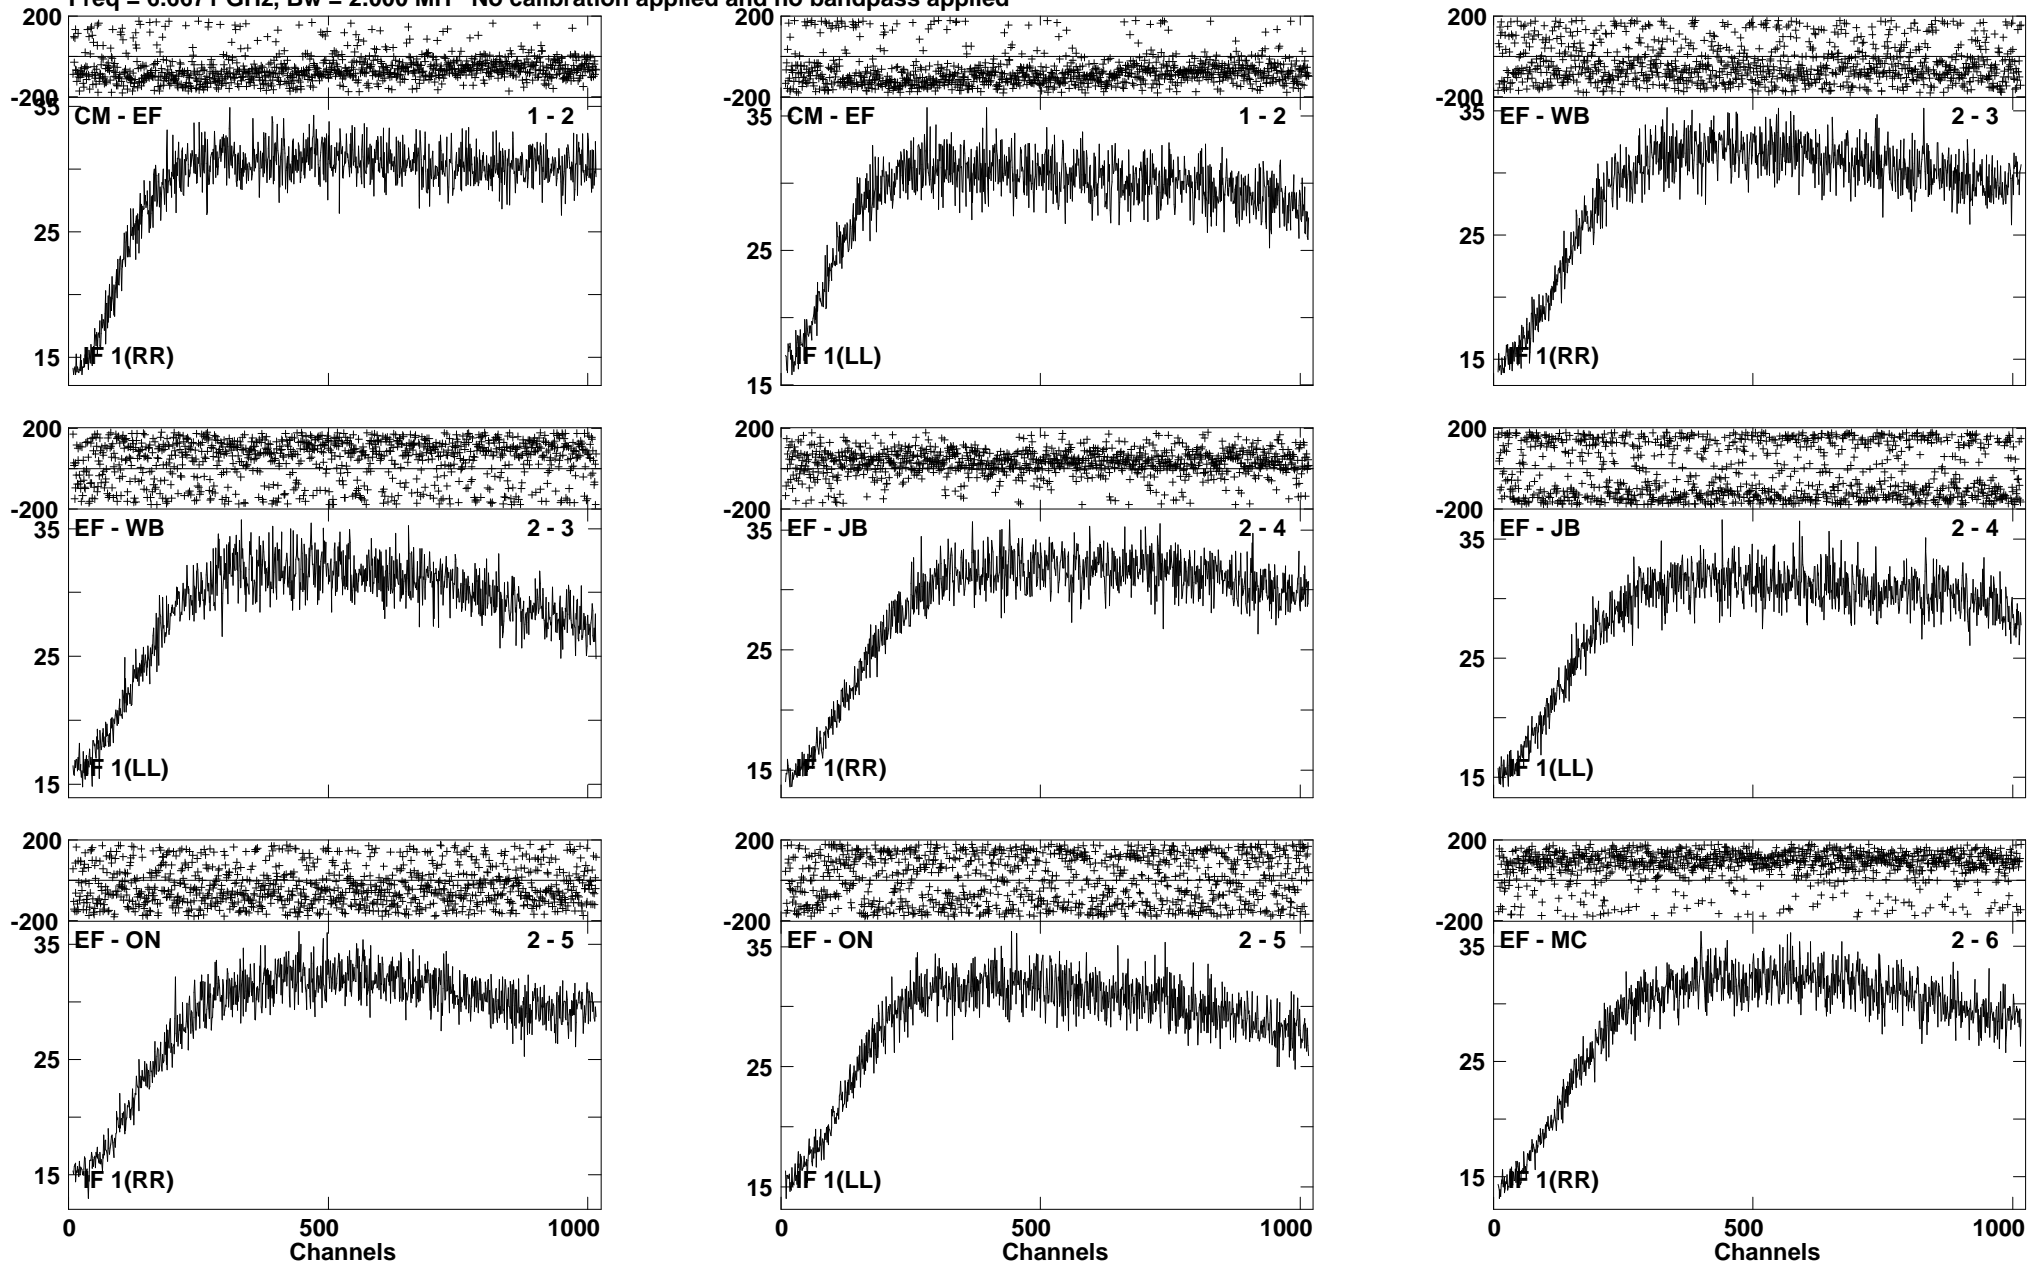 Freq = 6.6671 GHz, Bw = 2.000 MH No calibration applied and no bandpass applied
200
-200
35
25
15
CM - EF 1 - 2
IF 1(RR)
-200
35
25
15
CM - EF 1 - 2
IF 1(LL)
200
-200
35
25
15
EF - WB 2 - 3
IF 1(RR)
200
-200
35
25
15
EF - WB 2 - 3
IF 1(LL)
200
-200
35
25
15
EF - JB 2 - 4
IF 1(RR)
200
-200
35
25
15
EF - JB 2 - 4
IF 1(LL)
200
-200
35
25
15
EF - ON 2 - 5
IF 1(RR)
0 500 1000
Channels
200
-200
35
25
15
EF - ON 2 - 5
IF 1(LL)
0 500 1000
Channels
200
-200
35
25
15
EF - MC 2 - 6
IF 1(RR)
0 500 1000
Channels